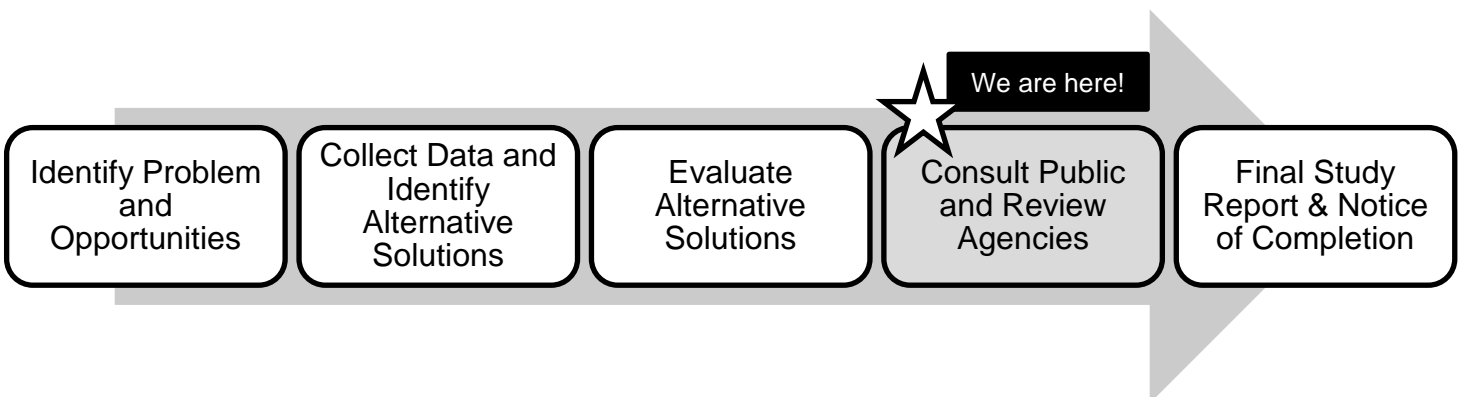 We are here!
Identify Problem
and
Opportunities
Collect Data and
Identify
Alternative
Solutions
Evaluate
Alternative
Solutions
Consult Public
and Review
Agencies
Final Study
Report & Notice
of Completion